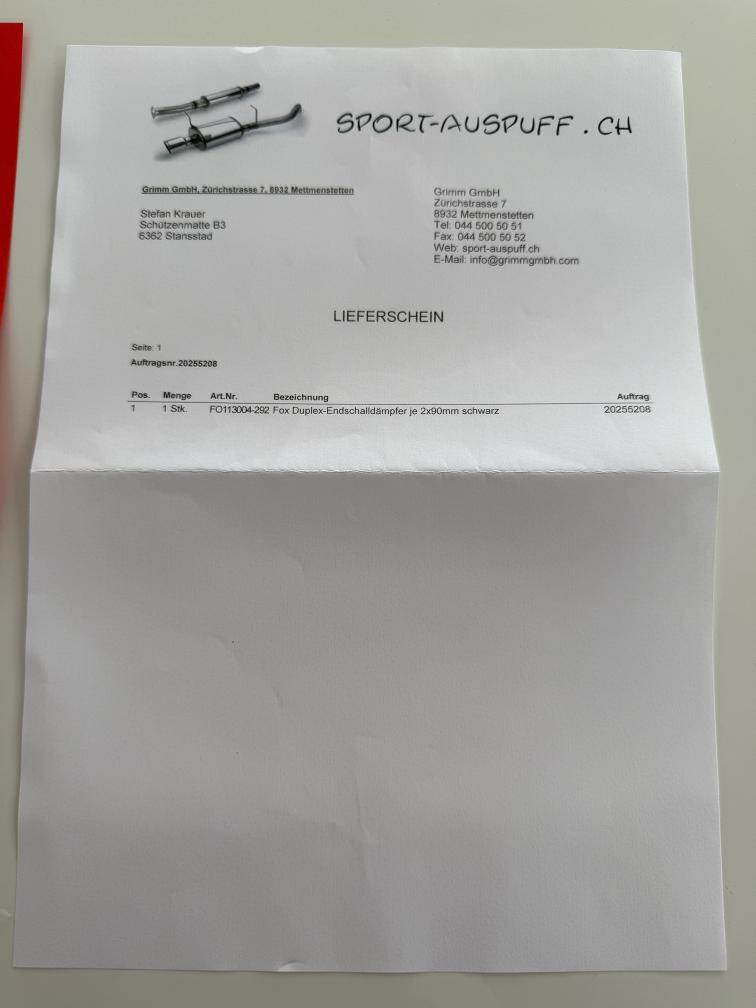 SPORT-AUSPUFF.CH
Grimm GmbH, Zürichstrasse 7, 8932 Mettmenstetten
Stefan Krauer
Schützenmatte B3
6362 Stansstad
Grimm GmbH
Zürichstrasse 7
8932 Mettmenstetten
Tel: 044 500 50 51
Fax: 044 500 50 52
Web: sport-auspuff.ch
E-Mail: info@grimmgmbh.com
LIEFERSCHEIN
Seite: 1
Auftragsnr.20255208
Pos. Menge Art.Nr. Bezeichnung Auftrag
1 1 Stk. FO113004-292 Fox Duplex-Endschalldämpfer je 2x90mm schwarz 20255208